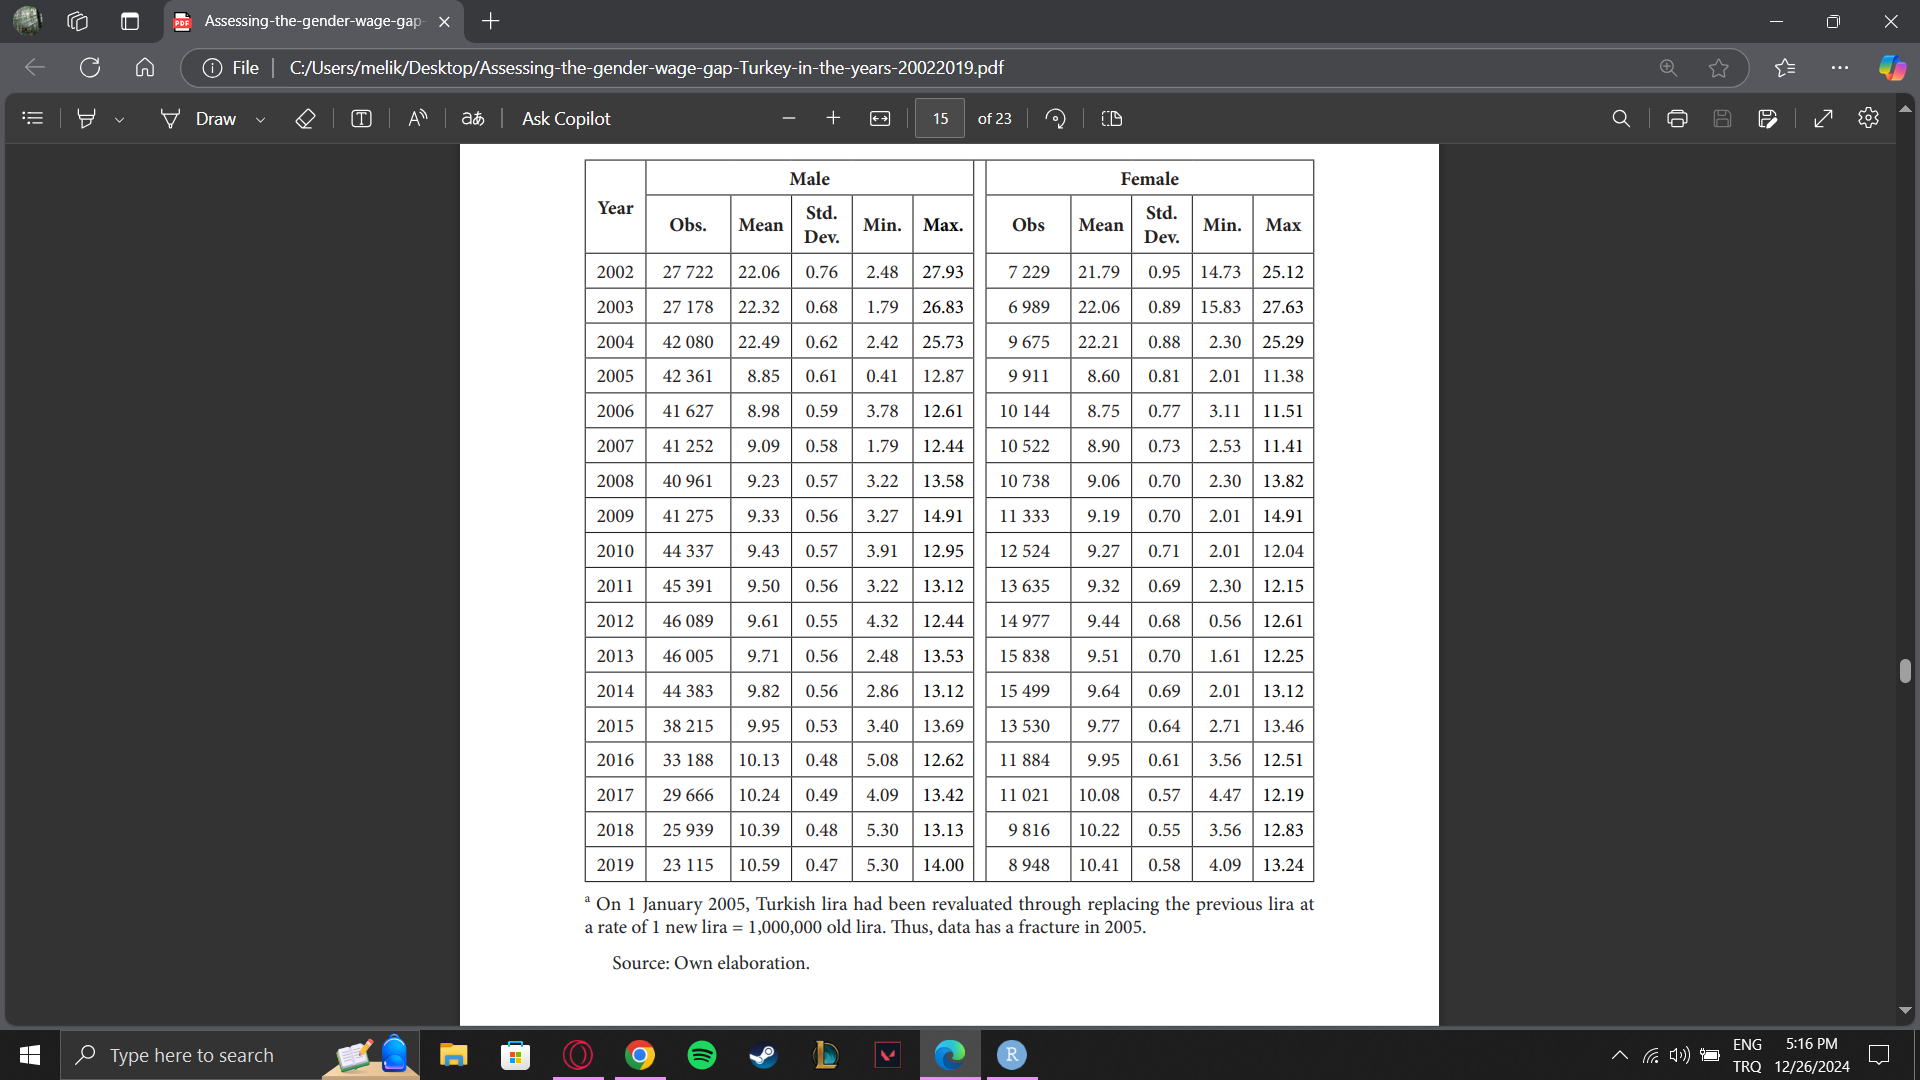 Assessing-the-gender-wage-gap-
File
C:/Users/melik/Desktop/Assessing-the-gender-wage-gap-Turkey-in-the-years-20022019.pdf
Draw
Ask Copilot
15 of 23
Year Male Female
Obs. Mean Std. Dev. Min. Max. Obs Mean Std. Dev. Min. Max
2002 27 722 22.06 0.76 2.48 27.93 7 229 21.79 0.95 14.73 25.12
2003 27 178 22.32 0.68 1.79 26.83 6 989 22.06 0.89 15.83 27.63
2004 42 080 22.49 0.62 2.42 25.73 9 675 22.21 0.88 2.30 25.29
2005 42 361 8.85 0.61 0.41 12.87 9 911 8.60 0.81 2.01 11.38
2006 41 627 8.98 0.59 3.78 12.61 10 144 8.75 0.77 3.11 11.51
2007 41 252 9.09 0.58 1.79 12.44 10 522 8.90 0.73 2.53 11.41
2008 40 961 9.23 0.57 3.22 13.58 10 738 9.06 0.70 2.30 13.82
2009 41 275 9.33 0.56 3.27 14.91 11 333 9.19 0.70 2.01 14.91
2010 44 337 9.43 0.57 3.91 12.95 12 524 9.27 0.71 2.01 12.04
2011 45 391 9.50 0.56 3.22 13.12 13 635 9.32 0.69 2.30 12.15
2012 46 089 9.61 0.55 4.32 12.44 14 977 9.44 0.68 0.56 12.61
2013 46 005 9.71 0.56 2.48 13.53 15 838 9.51 0.70 1.61 12.25
2014 44 383 9.82 0.56 2.86 13.12 15 499 9.64 0.69 2.01 13.12
2015 38 215 9.95 0.53 3.40 13.69 13 530 9.77 0.64 2.71 13.46
2016 33 188 10.13 0.48 5.08 12.62 11 884 9.95 0.61 3.56 12.51
2017 29 666 10.24 0.49 4.09 13.42 11 021 10.08 0.57 4.47 12.19
2018 25 939 10.39 0.48 5.30 13.13 9 816 10.22 0.55 3.56 12.83
2019 23 115 10.59 0.47 5.30 14.00 8 948 10.41 0.58 4.09 13.24
a On 1 January 2005, Turkish lira had been revaluated through replacing the previous lira at
a rate of 1 new lira = 1,000,000 old lira. Thus, data has a fracture in 2005.
Source: Own elaboration.
Type here to search
ENG 5:16 PM
TRQ 12/26/2024